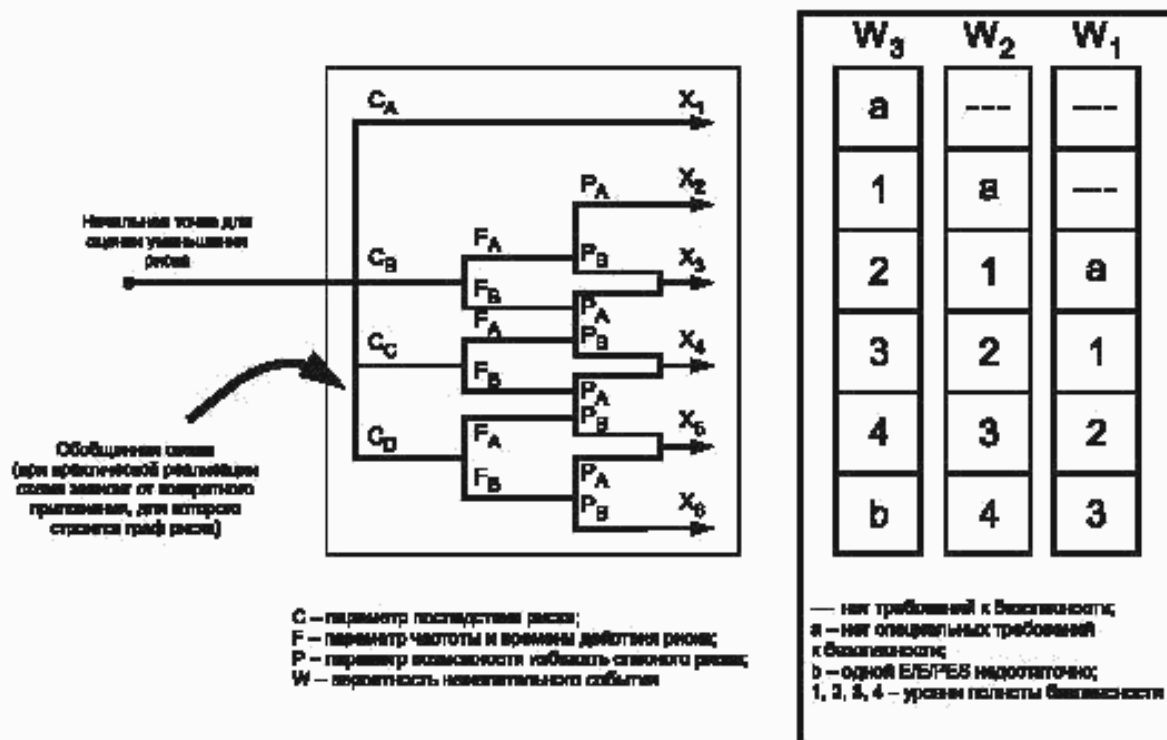 W3 W2 W1
CA X1
a --- ---
PA X2
1 a ---
Начальная точка для
оценки уменьшения
риска
FA
CB PB X3
2 1 a
FB PA
FA PB
CC X4
3 2 1
FB PA
PB
CD FA X5
4 3 2
FB PA
PB X6
b 4 3
Обобщенная схема
(при практической реализации
схема зависит от конкретного
приложения, для которого
строится граф риска)
C – параметр последствия риска;
F – параметр частоты и времени действия риска;
P – параметр возможности избежать опасного риска;
W – вероятность нежелательного события
--- нет требований к безопасности;
a – нет специальных требований
к безопасности;
b – одной E/E/PES недостаточно;
1, 2, 3, 4 – уровни полноты безопасности